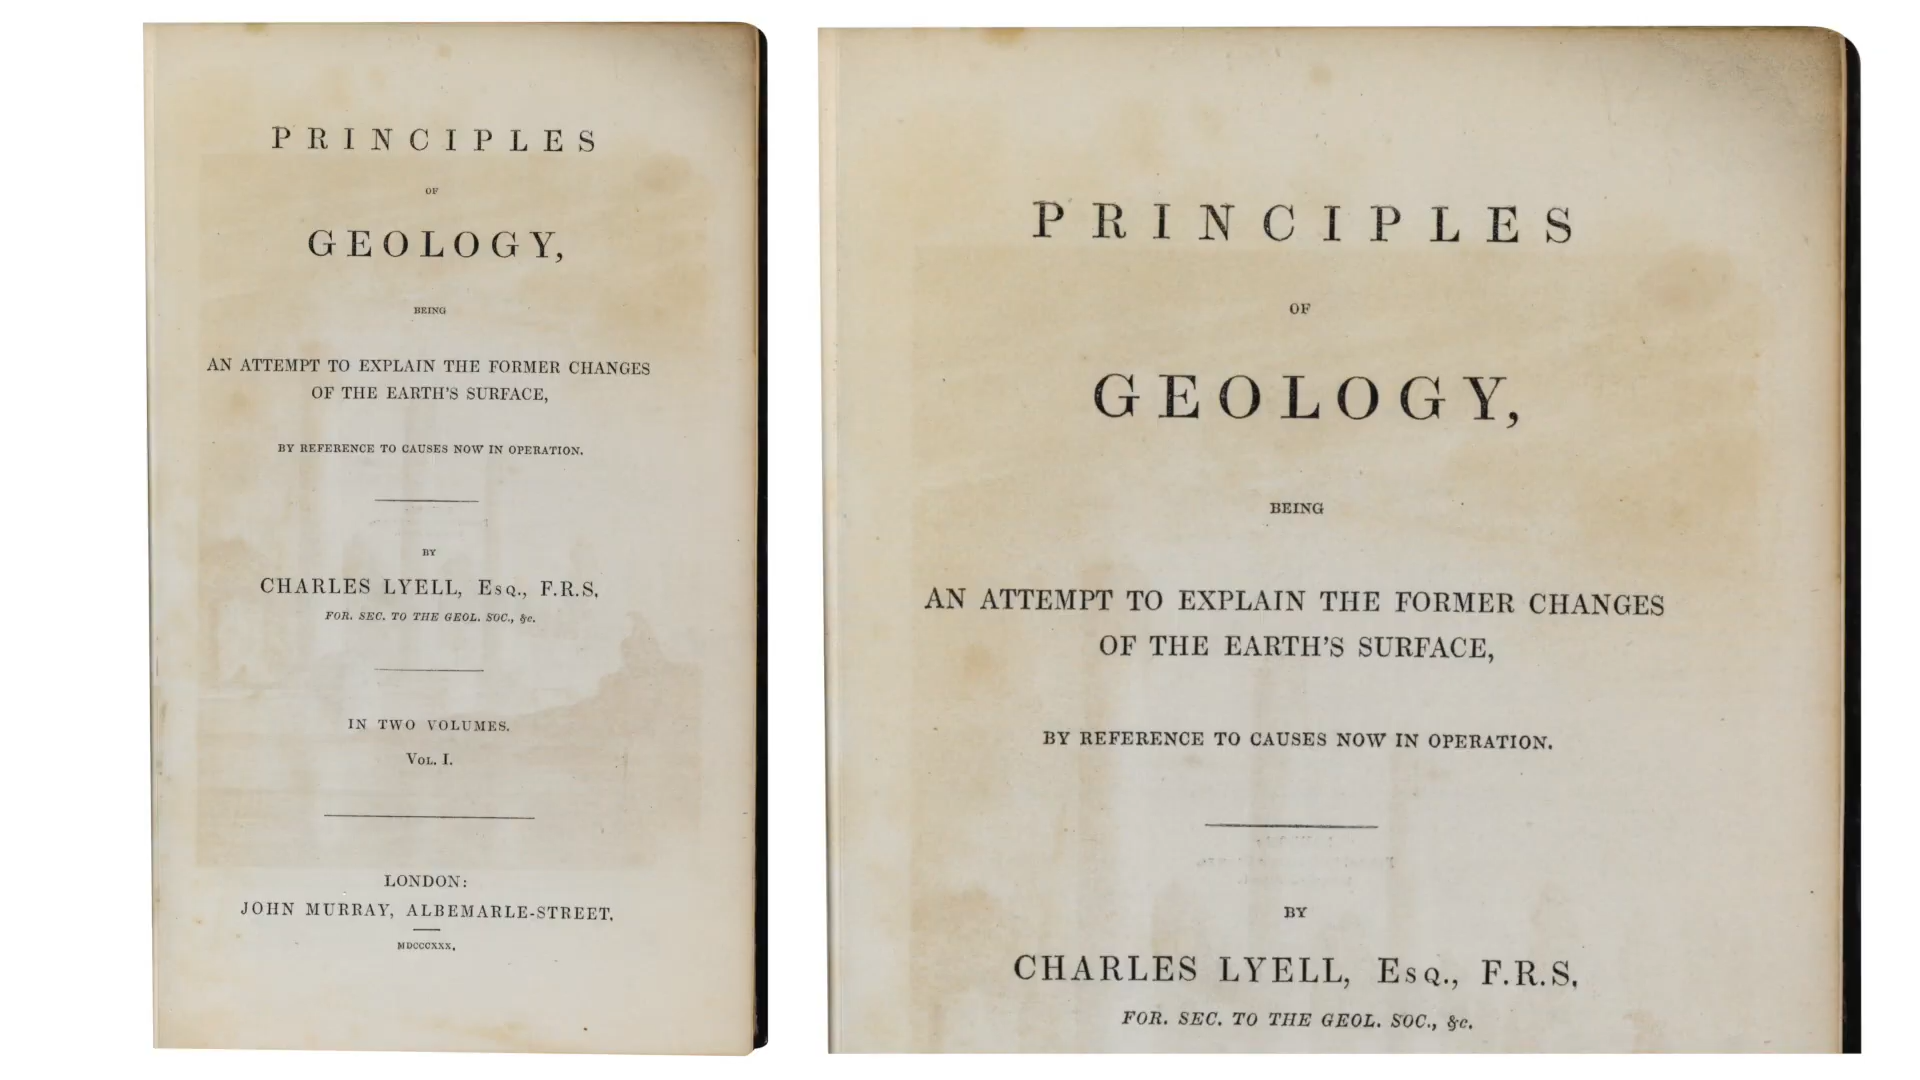 PRINCIPLES
OF
GEOLOGY,
BEING
AN ATTEMPT TO EXPLAIN THE FORMER CHANGES
OF THE EARTH'S SURFACE,
BY REFERENCE TO CAUSES NOW IN OPERATION.
BY
CHARLES LYELL, Esq., F.R.S.
FOR. SEC. TO THE GEOL. SOC., &c.
IN TWO VOLUMES.
Vol. I.
LONDON:
JOHN MURRAY, ALBEMARLE-STREET.
MDCCCXXX.
PRINCIPLES
OF
GEOLOGY,
BEING
AN ATTEMPT TO EXPLAIN THE FORMER CHANGES
OF THE EARTH'S SURFACE,
BY REFERENCE TO CAUSES NOW IN OPERATION.
BY
CHARLES LYELL, Esq., F.R.S.
FOR. SEC. TO THE GEOL. SOC., &c.